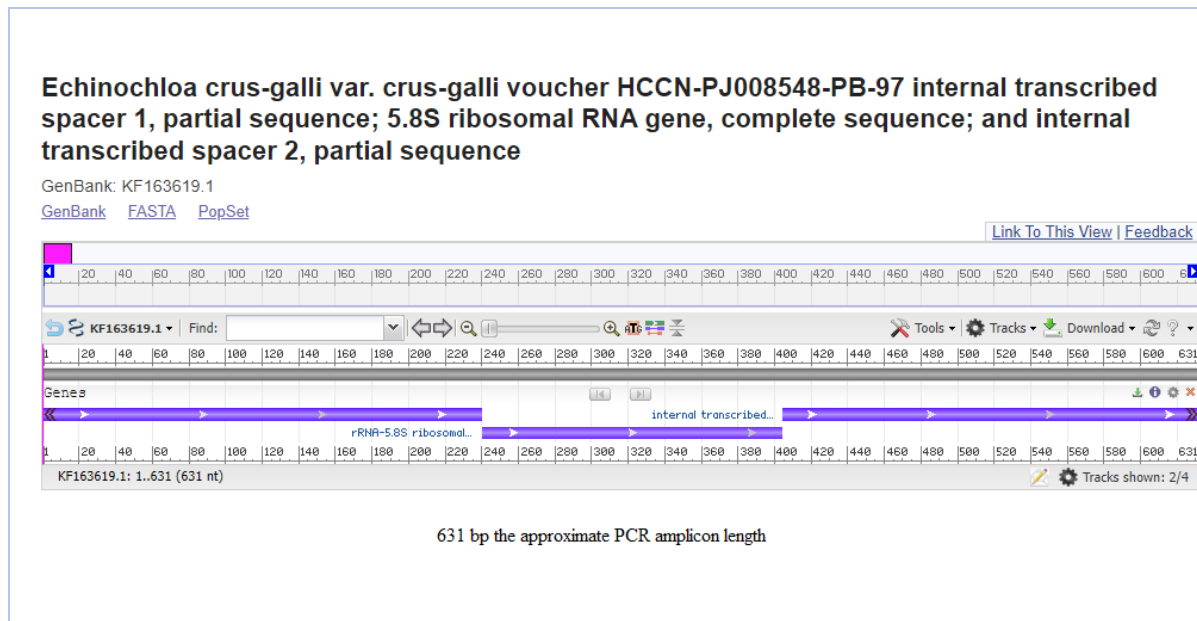 Echinochloa crus-galli var. crus-galli voucher HCCN-PJ008548-PB-97 internal transcribed
spacer 1, partial sequence; 5.8S ribosomal RNA gene, complete sequence; and internal
transcribed spacer 2, partial sequence
GenBank: KF163619.1
GenBank FASTA PopSet
Link To This View | Feedback
20 40 60 80 100 120 140 160 180 200 220 240 260 280 300 320 340 360 380 400 420 440 460 480 500 520 540 560 580 600 6
KF163619.1 Find: ATG Tools Tracks Download ?
1 20 40 60 80 100 120 140 160 180 200 220 240 260 280 300 320 340 360 380 400 420 440 460 480 500 520 540 560 580 600 631
Genes
internal transcribed...
rRNA-5.8S ribosomal...
1 20 40 60 80 100 120 140 160 180 200 220 240 260 280 300 320 340 360 380 400 420 440 460 480 500 520 540 560 580 600 631
KF163619.1: 1..631 (631 nt) Tracks shown: 2/4
631 bp the approximate PCR amplicon length